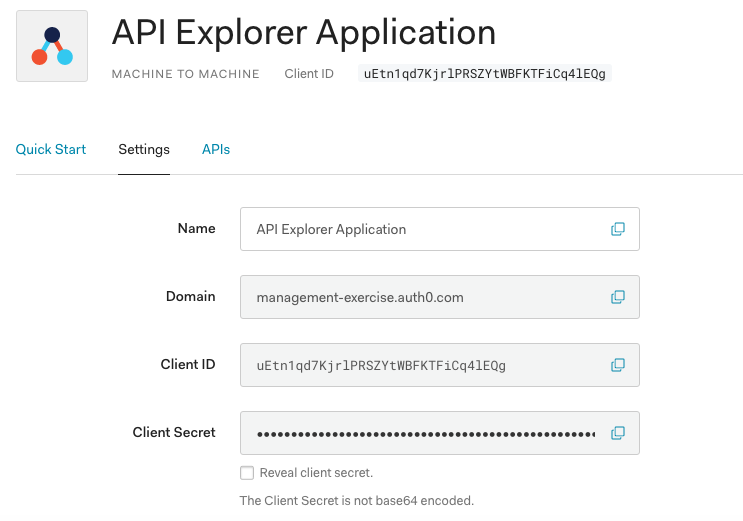 API Explorer Application
MACHINE TO MACHINE Client ID uEtn1qd7KjrlPRSZYtWBFKTFiCq4lEQg
Quick Start Settings APIs
Name API Explorer Application
Domain management-exercise.auth0.com
Client ID uEtn1qd7KjrlPRSZYtWBFKTFiCq4lEQg
Client Secret ••••••••••••••••••••••••••••••••••••••••••••••••••
Reveal client secret.
The Client Secret is not base64 encoded.